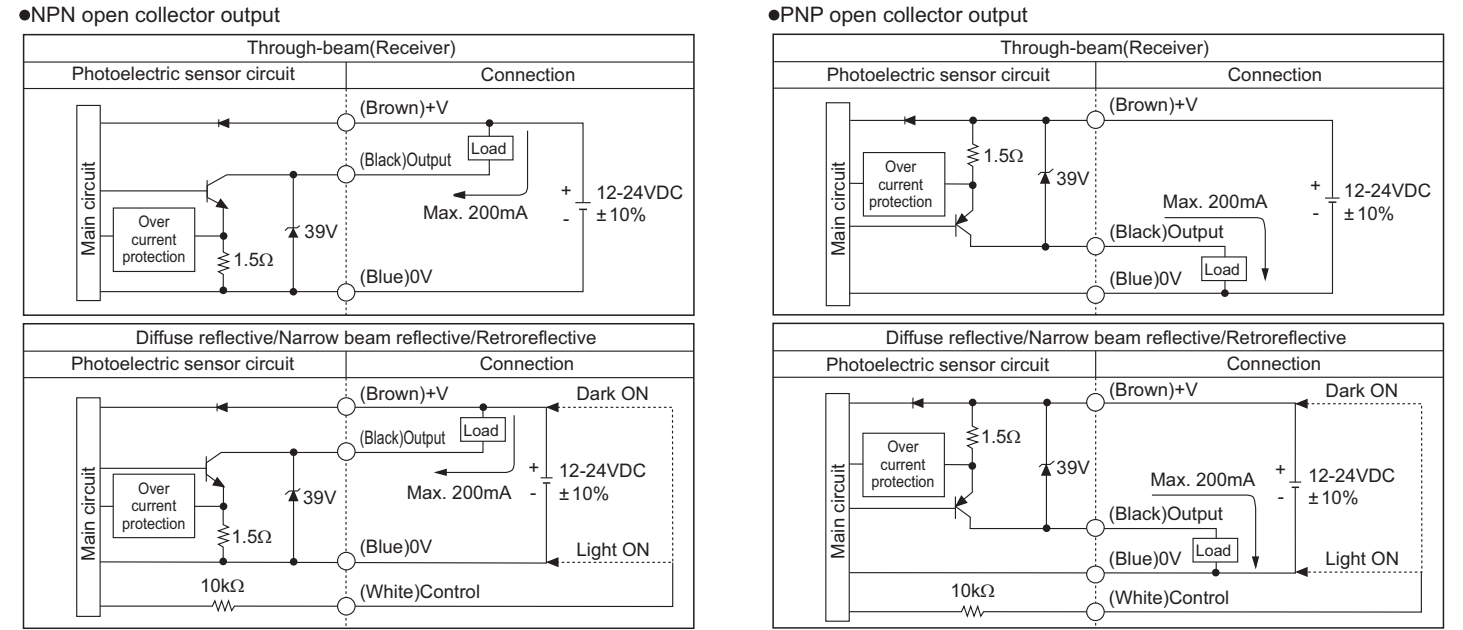 ●NPN open collector output
Through-beam(Receiver)
Photoelectric sensor circuit
Connection
Main circuit
(Brown)+V
Load
(Black)Output
Max. 200mA
+
-
12-24VDC
±10%
Over
current
protection
39V
1.5Ω
(Blue)0V
Diffuse reflective/Narrow beam reflective/Retroreflective
Photoelectric sensor circuit
Connection
Main circuit
(Brown)+V
Dark ON
Load
(Black)Output
Max. 200mA
+
-
12-24VDC
±10%
Over
current
protection
39V
1.5Ω
(Blue)0V
Light ON
10kΩ
(White)Control
●PNP open collector output
Through-beam(Receiver)
Photoelectric sensor circuit
Connection
Main circuit
(Brown)+V
1.5Ω
Over
current
protection
39V
+
-
12-24VDC
±10%
Max. 200mA
(Black)Output
Load
(Blue)0V
Diffuse reflective/Narrow beam reflective/Retroreflective
Photoelectric sensor circuit
Connection
Main circuit
(Brown)+V
Dark ON
1.5Ω
Over
current
protection
39V
+
-
12-24VDC
±10%
Max. 200mA
(Black)Output
Load
(Blue)0V
Light ON
10kΩ
(White)Control